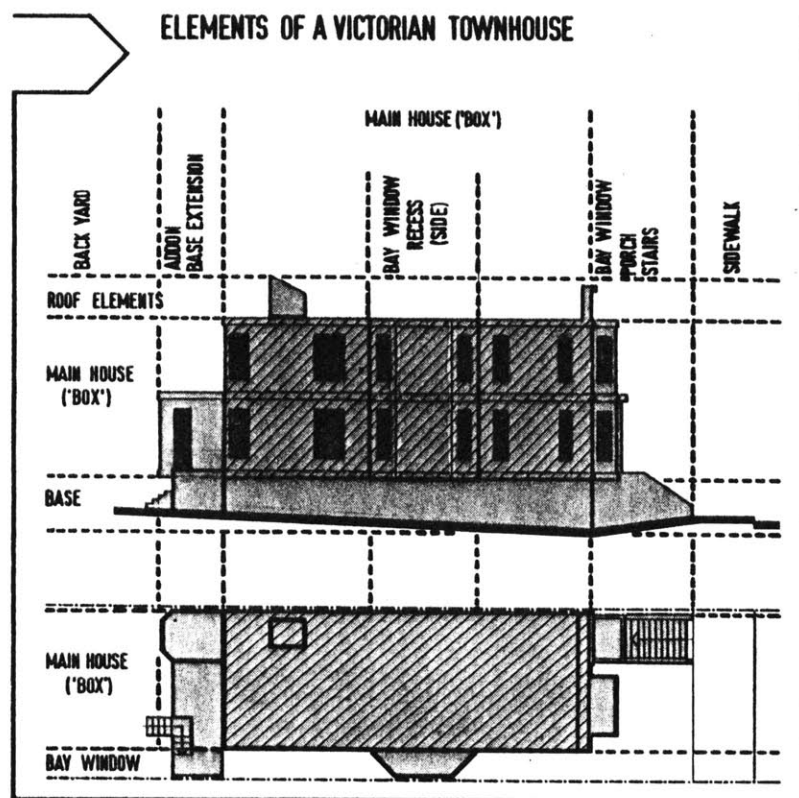 ELEMENTS OF A VICTORIAN TOWNHOUSE
MAIN HOUSE ("BOX")
BACK YARD
ADDON
BASE EXTENSION
BAY WINDOW
RECESS
(SIDE)
BAY WINDOW
PORCH
STAIRS
SIDEWALK
ROOF ELEMENTS
MAIN HOUSE
("BOX")
BASE
MAIN HOUSE
("BOX")
BAY WINDOW